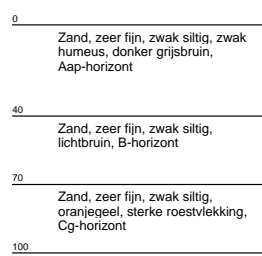 0
Zand, zeer fijn, zwak siltig, zwak
humeus, donker grijsbruin,
Aap-horizont
40
Zand, zeer fijn, zwak siltig,
lichtbruin, B-horizont
70
Zand, zeer fijn, zwak siltig,
oranjegeel, sterke roestvlekking,
Cg-horizont
100